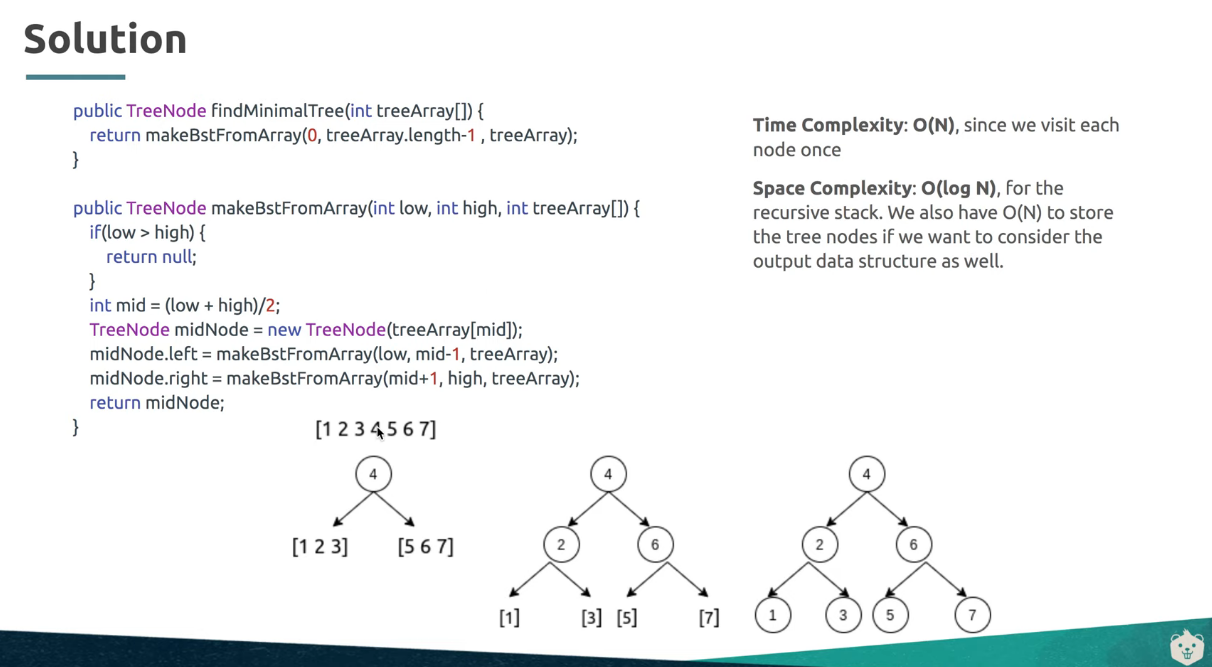 Solution
public TreeNode findMinimalTree(int treeArray[]) {
return makeBstFromArray(0, treeArray.length-1 , treeArray);
}
public TreeNode makeBstFromArray(int low, int high, int treeArray[]) {
if(low > high) {
return null;
}
int mid = (low + high)/2;
TreeNode midNode = new TreeNode(treeArray[mid]);
midNode.left = makeBstFromArray(low, mid-1, treeArray);
midNode.right = makeBstFromArray(mid+1, high, treeArray);
return midNode;
}
Time Complexity: O(N), since we visit each
node once
Space Complexity: O(log N), for the
recursive stack. We also have O(N) to store
the tree nodes if we want to consider the
output data structure as well.
[1 2 3 4 5 6 7]
4
[1 2 3] [5 6 7]
4
2 6
[1] [3] [5] [7]
4
2 6
1 3 5 7